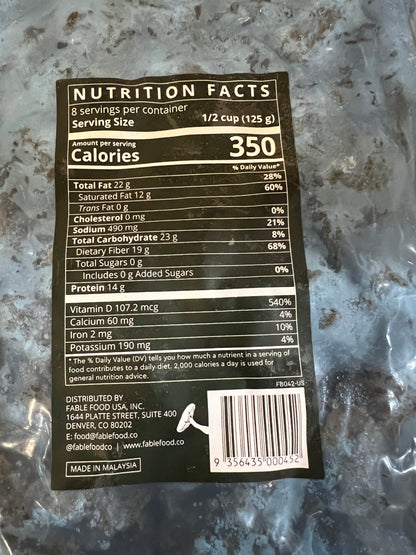 NUTRITION FACTS
8 servings per container
Serving Size 1/2 cup (125 g)
Amount per serving
Calories 350
% Daily Value*
Total Fat 22 g 28%
Saturated Fat 12 g 60%
Trans Fat 0 g
Cholesterol 0 mg 0%
Sodium 490 mg 21%
Total Carbohydrate 23 g 8%
Dietary Fiber 19 g 68%
Total Sugars 0 g
Includes 0 g Added Sugars 0%
Protein 14 g
Vitamin D 107.2 mcg 540%
Calcium 60 mg 4%
Iron 2 mg 10%
Potassium 190 mg 4%
* The % Daily Value (DV) tells you how much a nutrient in a serving of
food contributes to a daily diet. 2,000 calories a day is used for
general nutrition advice.
FB042-US
DISTRIBUTED BY
FABLE FOOD USA, INC.
1644 PLATTE STREET, SUITE 400
DENVER, CO 80202
E: food@fablefood.co
@fablefoodco | www.fablefood.co
MADE IN MALAYSIA
9 356435 000452